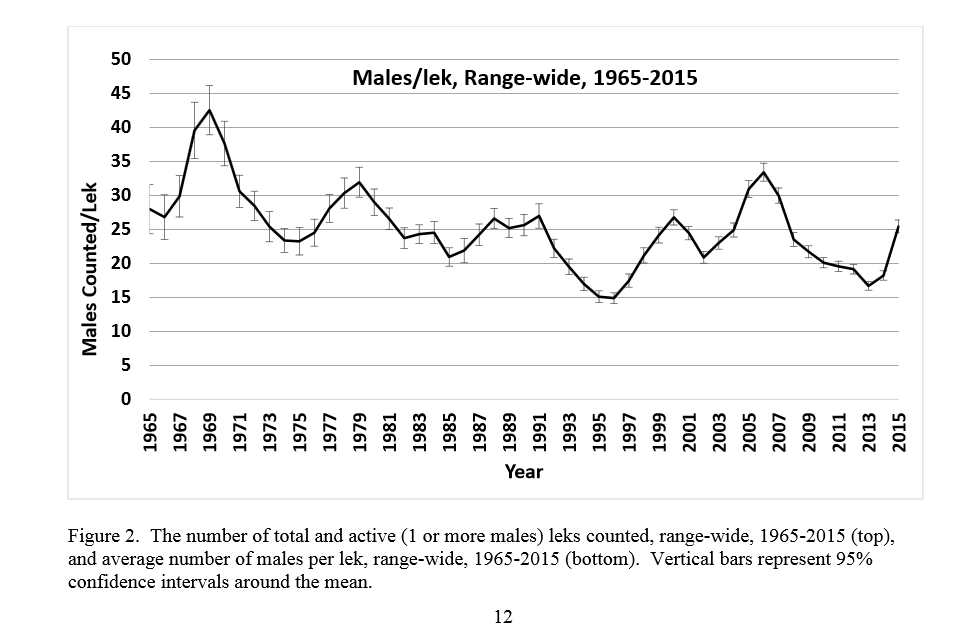 Males/lek, Range-wide, 1965-2015
50
45
40
35
30
25
20
15
10
5
0
Males Counted/Lek
1965 1967 1969 1971 1973 1975 1977 1979 1981 1983 1985 1987 1989 1991 1993 1995 1997 1999 2001 2003 2005 2007 2009 2011 2013 2015
Year
Figure 2.  The number of total and active (1 or more males) leks counted, range-wide, 1965-2015 (top),
and average number of males per lek, range-wide, 1965-2015 (bottom).  Vertical bars represent 95%
confidence intervals around the mean.
12